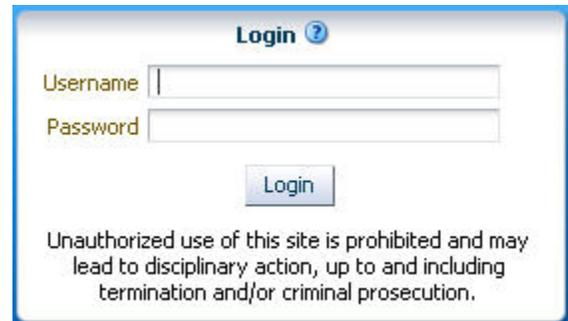 Login ?
Username
Password
Login
Unauthorized use of this site is prohibited and may
lead to disciplinary action, up to and including
termination and/or criminal prosecution.